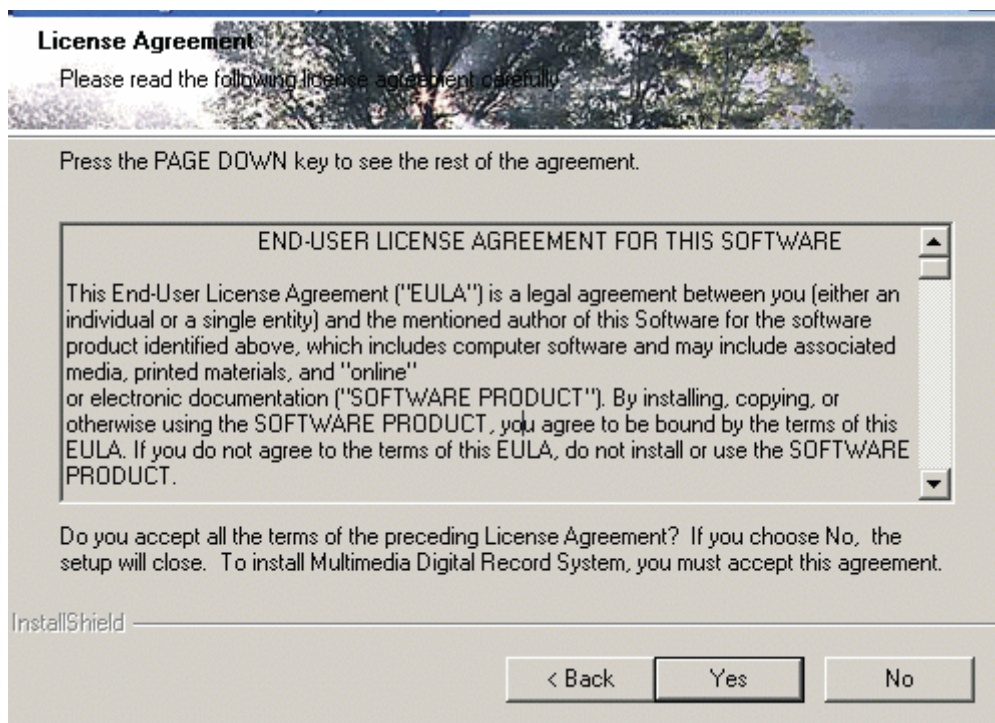 License Agreement
Please read the following license agreement carefully.
Press the PAGE DOWN key to see the rest of the agreement.
END-USER LICENSE AGREEMENT FOR THIS SOFTWARE
This End-User License Agreement ("EULA") is a legal agreement between you (either an
individual or a single entity) and the mentioned author of this Software for the software
product identified above, which includes computer software and may include associated
media, printed materials, and "online"
or electronic documentation ("SOFTWARE PRODUCT"). By installing, copying, or
otherwise using the SOFTWARE PRODUCT, you agree to be bound by the terms of this
EULA. If you do not agree to the terms of this EULA, do not install or use the SOFTWARE
PRODUCT.
Do you accept all the terms of the preceding License Agreement?  If you choose No,  the
setup will close.  To install Multimedia Digital Record System, you must accept this agreement.
InstallShield
< Back
Yes
No